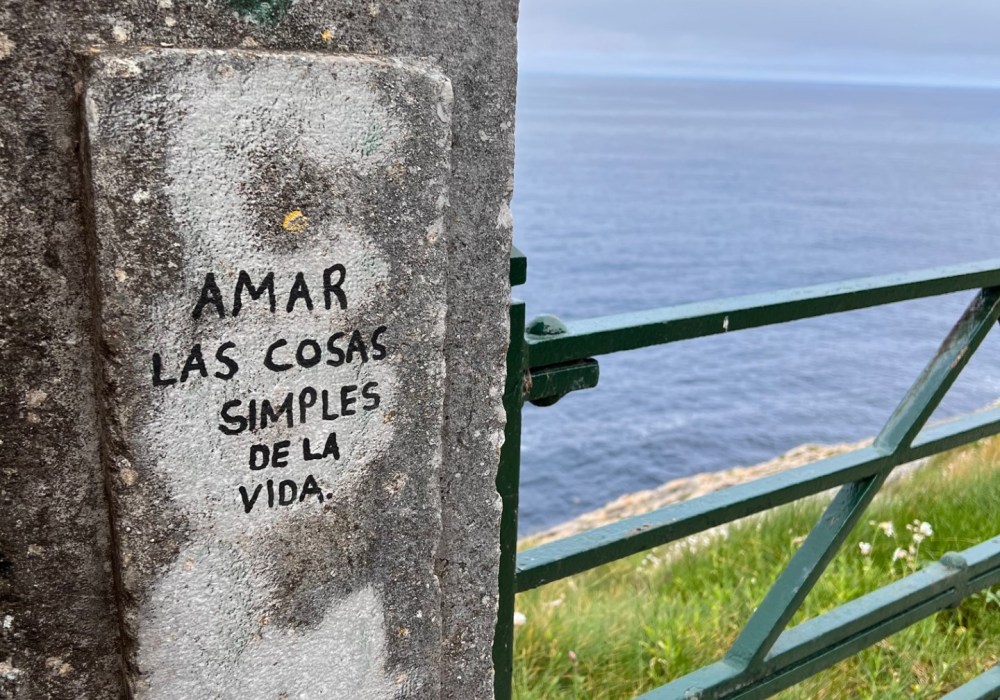 AMAR
LAS COSAS
SIMPLES
DE LA
VIDA.